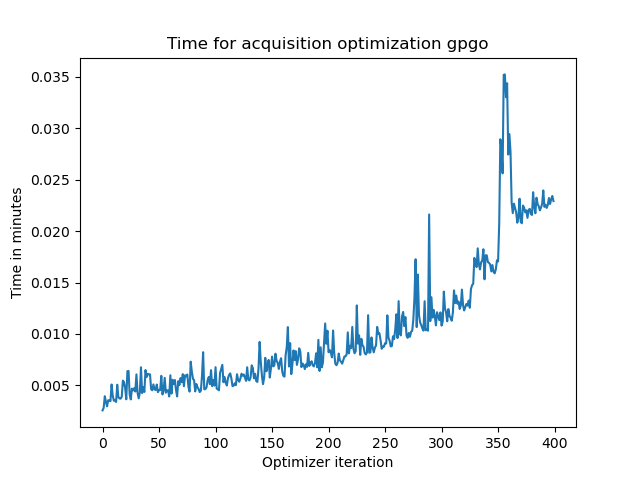 Time for acquisition optimization gpgo
0.035
0.030
0.025
0.020
0.015
0.010
0.005
Time in minutes
0 50 100 150 200 250 300 350 400
Optimizer iteration